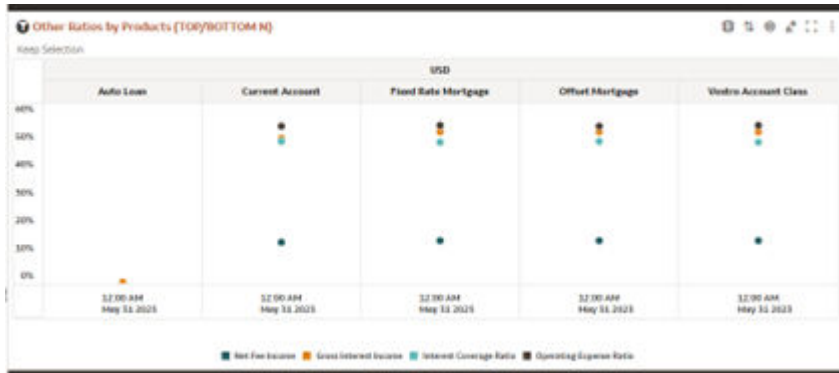 Other Ratios by Products (TOP/BOTTOM N)
Keep Selection
USD
Auto Loan Current Account Fixed Rate Mortgage Offset Mortgage Vostro Account Class
60%
50%
40%
30%
20%
10%
0%
12:00 AM 12:00 AM 12:00 AM 12:00 AM 12:00 AM
May 31 2023 May 31 2023 May 31 2023 May 31 2023 May 31 2023
Net Fee Income Gross Interest Income Interest Coverage Ratio Operating Expense Ratio